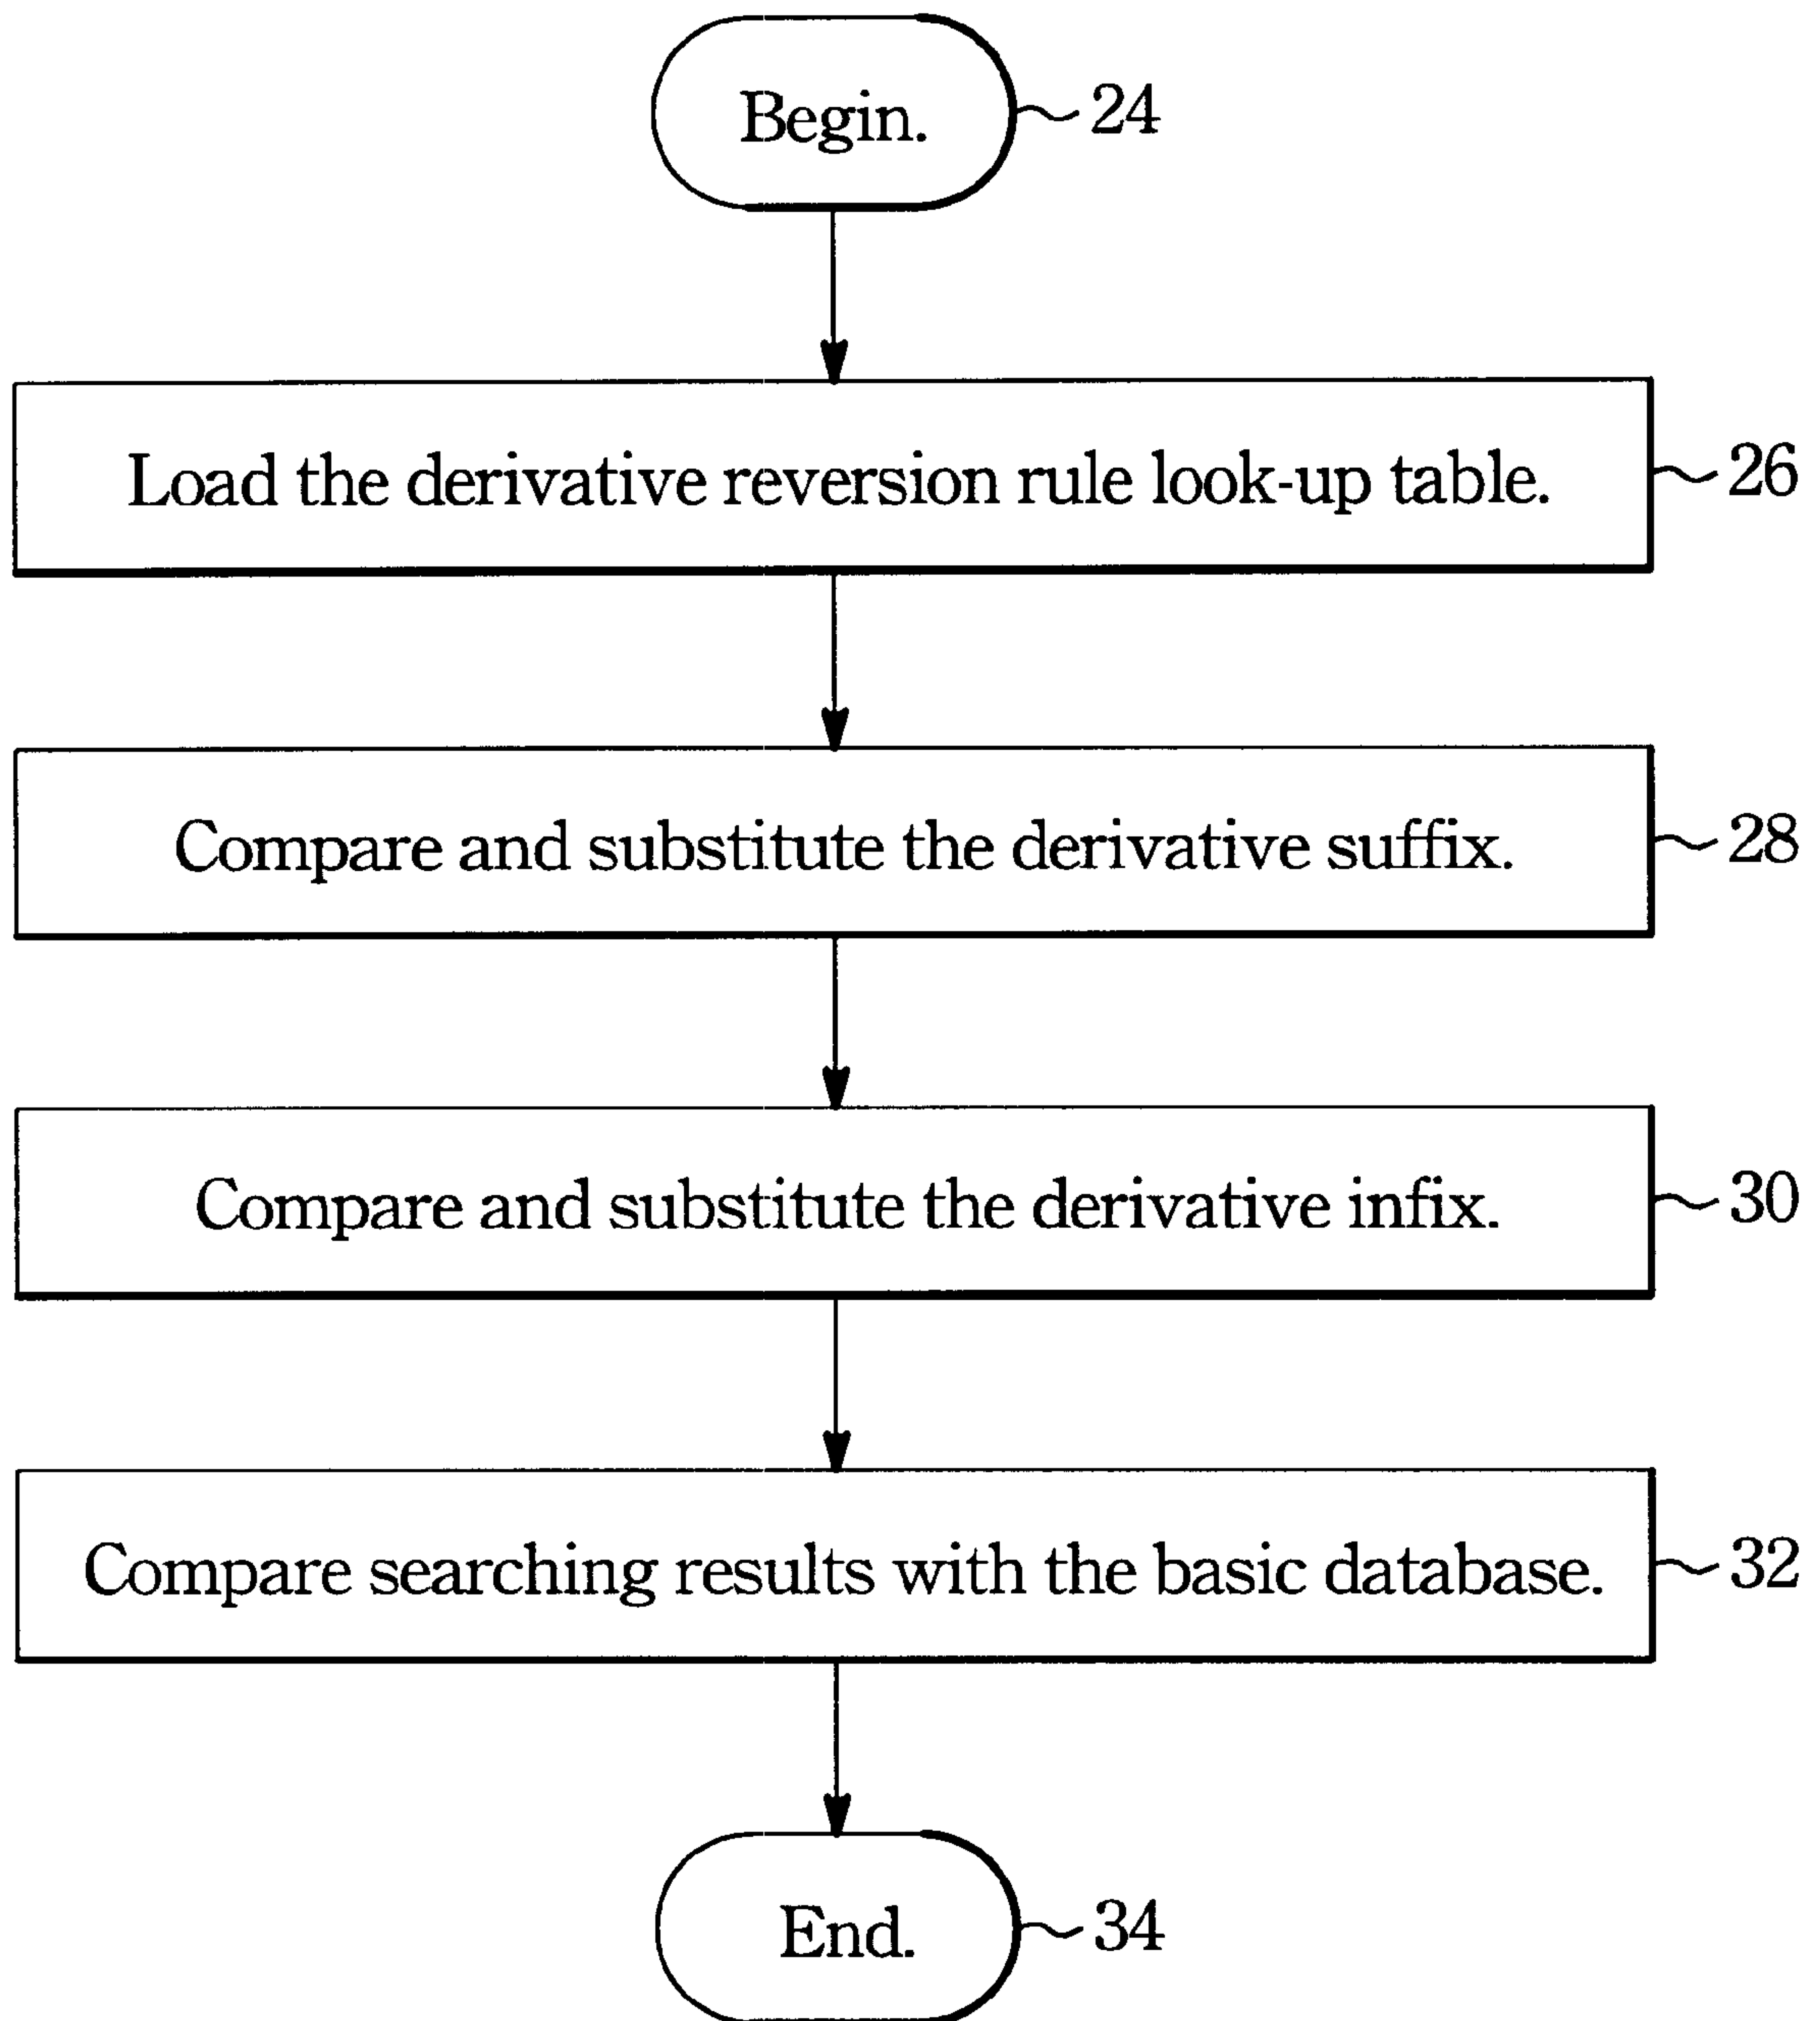 Begin.
24
Load the derivative reversion rule look-up table.
26
Compare and substitute the derivative suffix.
28
Compare and substitute the derivative infix.
30
Compare searching results with the basic database.
32
End.
34